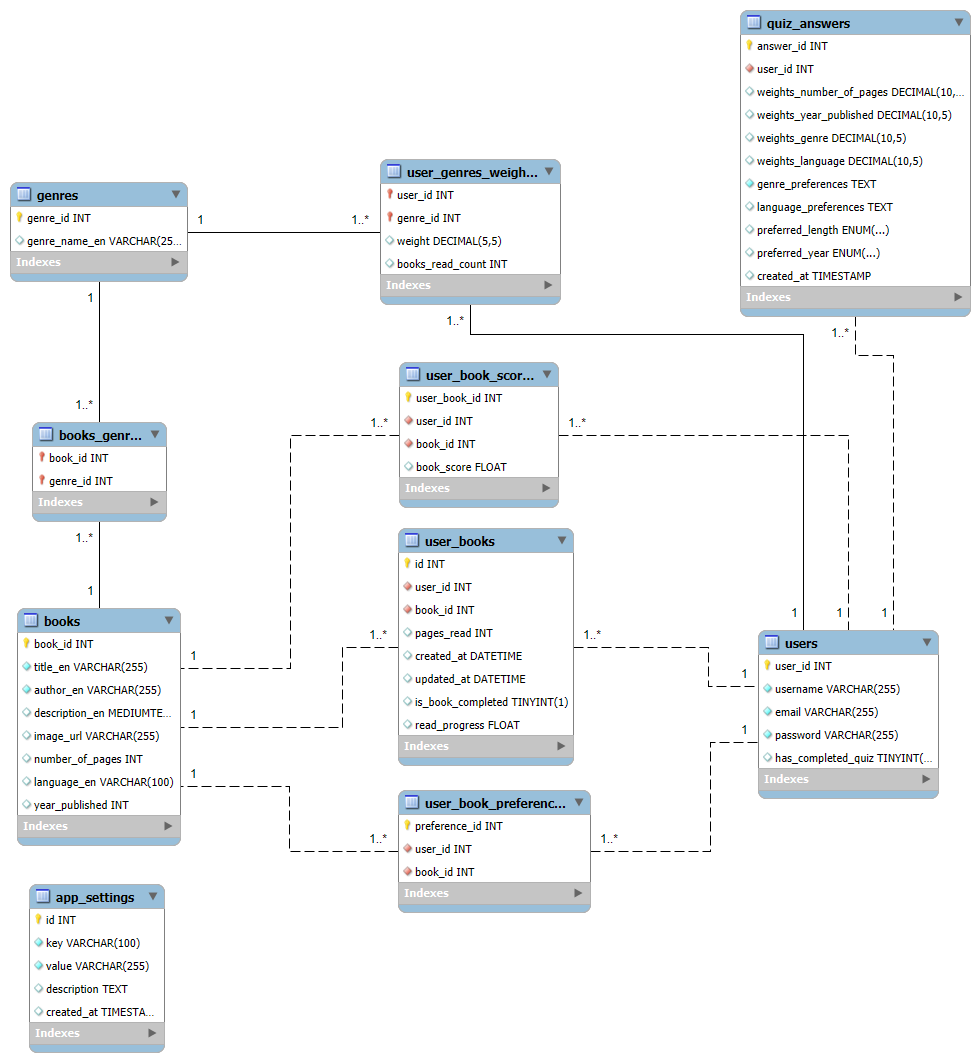 quiz_answers
answer_id INT
user_id INT
weights_number_of_pages DECIMAL(10,...
weights_year_published DECIMAL(10,5)
weights_genre DECIMAL(10,5)
weights_language DECIMAL(10,5)
genre_preferences TEXT
language_preferences TEXT
preferred_length ENUM(...)
preferred_year ENUM(...)
created_at TIMESTAMP
Indexes
1..*
user_genres_weigh...
user_id INT
genre_id INT
weight DECIMAL(5,5)
books_read_count INT
Indexes
1..*
genres
genre_id INT
genre_name_en VARCHAR(25...
Indexes
1
1..*
1
1..*
books_genr...
book_id INT
genre_id INT
Indexes
1..*
1
user_book_scor...
user_book_id INT
user_id INT
book_id INT
book_score FLOAT
Indexes
1..*
1..*
user_books
id INT
user_id INT
book_id INT
pages_read INT
created_at DATETIME
updated_at DATETIME
is_book_completed TINYINT(1)
read_progress FLOAT
Indexes
1..*
1..*
books
book_id INT
title_en VARCHAR(255)
author_en VARCHAR(255)
description_en MEDIUMTE...
image_url VARCHAR(255)
number_of_pages INT
language_en VARCHAR(100)
year_published INT
Indexes
1
1
1
1
1
1
users
user_id INT
username VARCHAR(255)
email VARCHAR(255)
password VARCHAR(255)
has_completed_quiz TINYINT(...
Indexes
1
1
user_book_preferenc...
preference_id INT
user_id INT
book_id INT
Indexes
1..*
1..*
app_settings
id INT
key VARCHAR(100)
value VARCHAR(255)
description TEXT
created_at TIMESTA...
Indexes